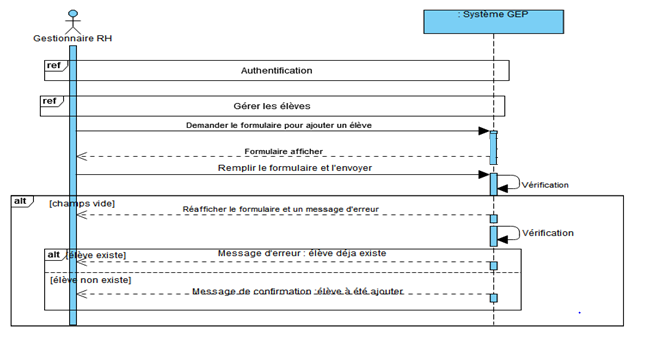 : Système GEP
Gestionnaire RH
ref
Authentification
ref
Gérer les élèves
Demander le formulaire pour ajouter un élève
Formulaire afficher
Remplir le formulaire et l'envoyer
Vérification
alt
[champs vide]
Réafficher le formulaire et un message d'erreur
Vérification
alt
[élève existe]
Message d'erreur : élève déja existe
[élève non existe]
Message de confirmation :élève à été ajouter